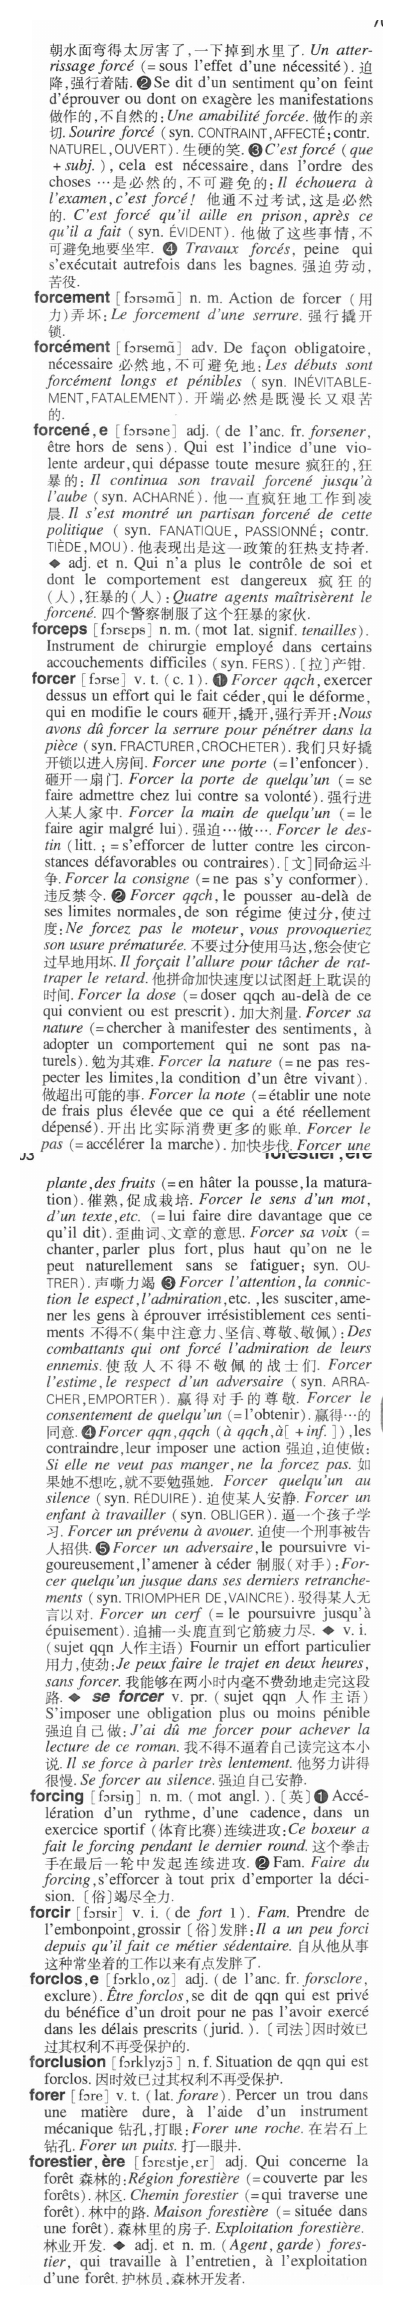 朝水面弯得太厉害了,一下掉到水里了. Un atter-
rissage forcé (= sous l'effet d'une nécessité). 迫
降,强行着陆. ❷ Se dit d'un sentiment qu'on feint
d'éprouver ou dont on exagère les manifestations
做作的,不自然的: Une amabilité forcée. 做作的亲
切. Sourire forcé (syn. CONTRAINT, AFFECTÉ; contr.
NATUREL, OUVERT). 生硬的笑. ❸ C'est forcé (que
+ subj.), cela est nécessaire, dans l'ordre des
choses …是必然的,不可避免的: Il échouera à
l'examen, c'est forcé! 他通不过考试,这是必然
的. C'est forcé qu'il aille en prison, après ce
qu'il a fait (syn. ÉVIDENT). 他做了这些事情,不
可避免地要坐牢. ❹ Travaux forcés, peine qui
s'exécutait autrefois dans les bagnes. 强迫劳动,
苦役.
forcement [fɔrsəmɑ̃] n. m. Action de forcer (用
力)弄坏: Le forcement d'une serrure. 强行撬开
锁.
forcément [fɔrsemɑ̃] adv. De façon obligatoire,
nécessaire 必然地,不可避免地: Les débuts sont
forcément longs et pénibles (syn. INÉVITABLE-
MENT, FATALEMENT). 开端必然是既漫长又艰苦
的.
forcené, e [fɔrsəne] adj. (de l'anc. fr. forsener,
être hors de sens). Qui est l'indice d'une vio-
lente ardeur, qui dépasse toute mesure 疯狂的,狂
暴的: Il continua son travail forcené jusqu'à
l'aube (syn. ACHARNÉ). 他一直疯狂地工作到凌
晨. Il s'est montré un partisan forcené de cette
politique (syn. FANATIQUE, PASSIONNÉ; contr.
TIÈDE, MOU). 他表现出是这一政策的狂热支持者.
◆ adj. et n. Qui n'a plus le contrôle de soi et
dont le comportement est dangereux 疯狂的
(人),狂暴的(人): Quatre agents maîtrisèrent le
forcené. 四个警察制服了这个狂暴的家伙.
forceps [fɔrsɛps] n. m. (mot lat. signif. tenailles).
Instrument de chirurgie employé dans certains
accouchements difficiles (syn. FERS). [拉]产钳.
forcer [fɔrse] v. t. (c. 1). ❶ Forcer qqch, exercer
dessus un effort qui le fait céder, qui le déforme,
qui en modifie le cours 砸开,撬开,强行弄开: Nous
avons dû forcer la serrure pour pénétrer dans la
pièce (syn. FRACTURER, CROCHETER). 我们只好撬
开锁以进入房间. Forcer une porte (= l'enfoncer).
砸开一扇门. Forcer la porte de quelqu'un (= se
faire admettre chez lui contre sa volonté). 强行进
入某人家中. Forcer la main de quelqu'un (= le
faire agir malgré lui). 强迫…做…. Forcer le des-
tin (litt. ; = s'efforcer de lutter contre les circon-
stances défavorables ou contraires). [文]同命运斗
争. Forcer la consigne (= ne pas s'y conformer).
违反禁令. ❷ Forcer qqch, le pousser au-delà de
ses limites normales, de son régime 使过分,使过
度: Ne forcez pas le moteur, vous provoqueriez
son usure prématurée. 不要过分使用马达,您会使它
过早地用坏. Il forçait l'allure pour tâcher de rat-
traper le retard. 他拼命加快速度以试图赶上耽误的
时间. Forcer la dose (= doser qqch au-delà de ce
qui convient ou est prescrit). 加大剂量. Forcer sa
nature (= chercher à manifester des sentiments, à
adopter un comportement qui ne sont pas na-
turels). 勉为其难. Forcer la nature (= ne pas res-
pecter les limites, la condition d'un être vivant).
做超出可能的事. Forcer la note (= établir une note
de frais plus élevée que ce qui a été réellement
dépensé). 开出比实际消费更多的账单. Forcer le
pas (= accélérer la marche). 加快步伐. Forcer une
forestier, ère
plante, des fruits (= en hâter la pousse, la matura-
tion). 催熟,促成栽培. Forcer le sens d'un mot,
d'un texte, etc. (= lui faire dire davantage que ce
qu'il dit). 歪曲词、文章的意思. Forcer sa voix (=
chanter, parler plus fort, plus haut qu'on ne le
peut naturellement sans se fatiguer; syn. OU-
TRER). 声嘶力竭 ❸ Forcer l'attention, la convic-
tion le espect, l'admiration, etc. , les susciter, ame-
ner les gens à éprouver irrésistiblement ces senti-
ments 不得不(集中注意力、坚信、尊敬、敬佩): Des
combattants qui ont forcé l'admiration de leurs
ennemis. 使敌人不得不敬佩的战士们. Forcer
l'estime, le respect d'un adversaire (syn. ARRA-
CHER, EMPORTER). 赢得对手的尊敬. Forcer le
consentement de quelqu'un (= l'obtenir). 赢得…的
同意. ❹ Forcer qqn, qqch (à qqch, à[ + inf. ]), les
contraindre, leur imposer une action 强迫,迫使做:
Si elle ne veut pas manger, ne la forcez pas. 如
果她不想吃,就不要勉强她. Forcer quelqu'un au
silence (syn. RÉDUIRE). 迫使某人安静. Forcer un
enfant à travailler (syn. OBLIGER). 逼一个孩子学
习. Forcer un prévenu à avouer. 迫使一个刑事被告
人招供. ❺ Forcer un adversaire, le poursuivre vi-
goureusement, l'amener à céder 制服(对手): For-
cer quelqu'un jusque dans ses derniers retranche-
ments (syn. TRIOMPHER DE, VAINCRE). 驳得某人无
言以对. Forcer un cerf (= le poursuivre jusqu'à
épuisement). 追捕一头鹿直到它筋疲力尽. ◆ v. i.
(sujet qqn 人作主语) Fournir un effort particulier
用力,使劲: Je peux faire le trajet en deux heures,
sans forcer. 我能够在两小时内毫不费劲地走完这段
路. ◆ se forcer v. pr. (sujet qqn 人作主语)
S'imposer une obligation plus ou moins pénible
强迫自己做: J'ai dû me forcer pour achever la
lecture de ce roman. 我不得不逼着自己读完这本小
说. Il se force à parler très lentement. 他努力讲得
很慢. Se forcer au silence. 强迫自己安静.
forcing [fɔrsiŋ] n. m. (mot angl. ). [英] ❶ Accé-
lération d'un rythme, d'une cadence, dans un
exercice sportif (体育比赛)连续进攻: Ce boxeur a
fait le forcing pendant le dernier round. 这个拳击
手在最后一轮中发起连续进攻. ❷ Fam. Faire du
forcing, s'efforcer à tout prix d'emporter la déci-
sion. [俗]竭尽全力.
forcir [fɔrsir] v. i. (de fort 1). Fam. Prendre de
l'embonpoint, grossir [俗]发胖: Il a un peu forci
depuis qu'il fait ce métier sédentaire. 自从他从事
这种常坐着的工作以来有点发胖了.
forclos, e [fɔrklo, oz] adj. (de l'anc. fr. forsclore,
exclure). Être forclos, se dit de qqn qui est privé
du bénéfice d'un droit pour ne pas l'avoir exercé
dans les délais prescrits (jurid. ). [司法]因时效已
过其权利不再受保护的.
forclusion [fɔrklyzjɔ̃] n. f. Situation de qqn qui est
forclos. 因时效已过其权利不再受保护.
forer [fɔre] v. t. (lat. forare). Percer un trou dans
une matière dure, à l'aide d'un instrument
mécanique 钻孔,打眼: Forer une roche. 在岩石上
钻孔. Forer un puits. 打一眼井.
forestier, ère [fɔrɛstje, ɛr] adj. Qui concerne la
forêt 森林的: Région forestière (= couverte par les
forêts). 林区. Chemin forestier (= qui traverse une
forêt). 林中的路. Maison forestière (= située dans
une forêt). 森林里的房子. Exploitation forestière.
林业开发. ◆ adj. et n. m. (Agent, garde) fores-
tier, qui travaille à l'entretien, à l'exploitation
d'une forêt. 护林员,森林开发者.